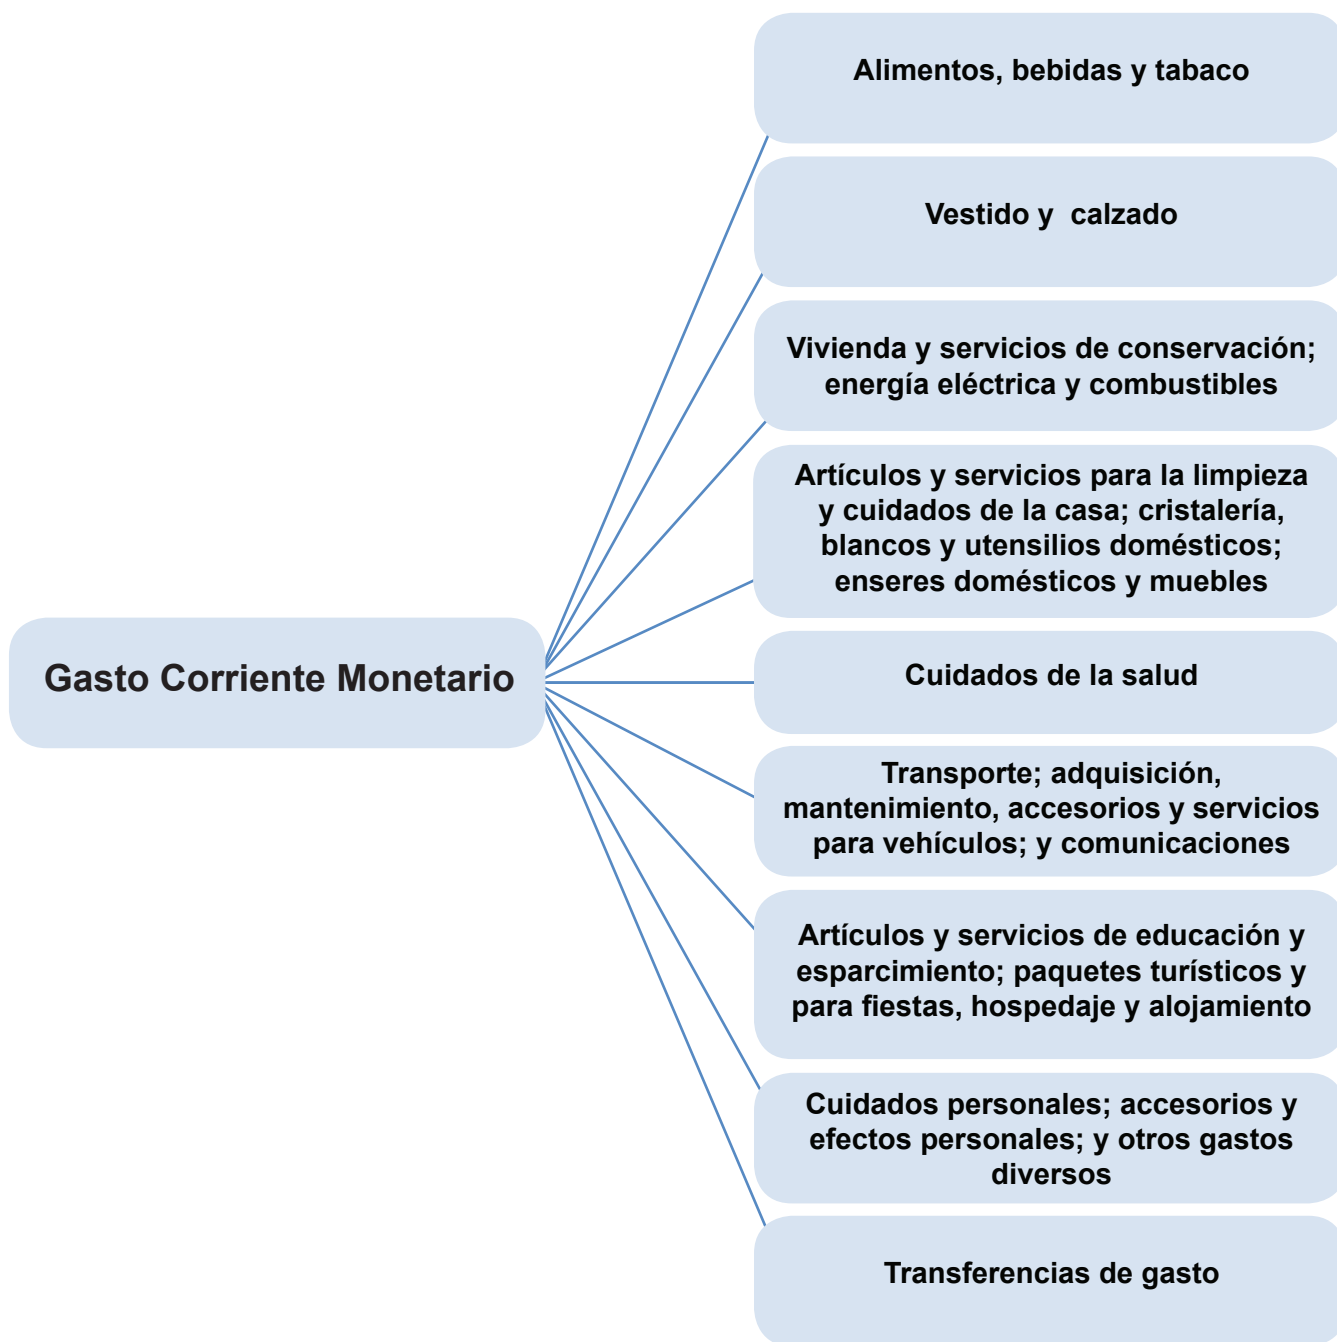 Alimentos, bebidas y tabaco
Vestido y calzado
Vivienda y servicios de conservación;
energía eléctrica y combustibles
Artículos y servicios para la limpieza
y cuidados de la casa; cristalería,
blancos y utensilios domésticos;
enseres domésticos y muebles
Gasto Corriente Monetario
Cuidados de la salud
Transporte; adquisición,
mantenimiento, accesorios y servicios
para vehículos; y comunicaciones
Artículos y servicios de educación y
esparcimiento; paquetes turísticos y
para fiestas, hospedaje y alojamiento
Cuidados personales; accesorios y
efectos personales; y otros gastos
diversos
Transferencias de gasto